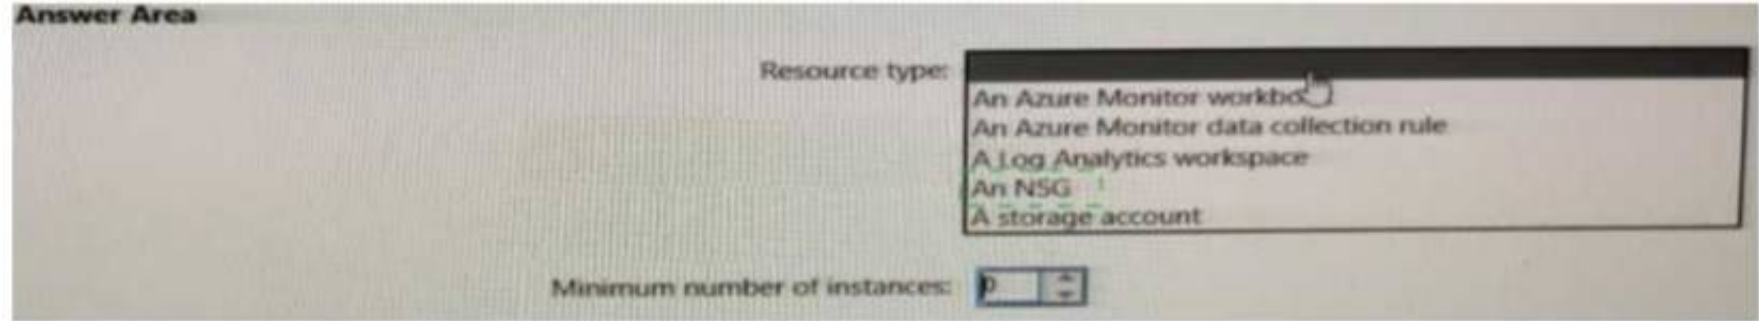 Answer Area
Resource type:
An Azure Monitor
An Azure Monitor data collection rule
A Log Analytics workspace
An NSG
A storage account
Minimum number of instances: 0